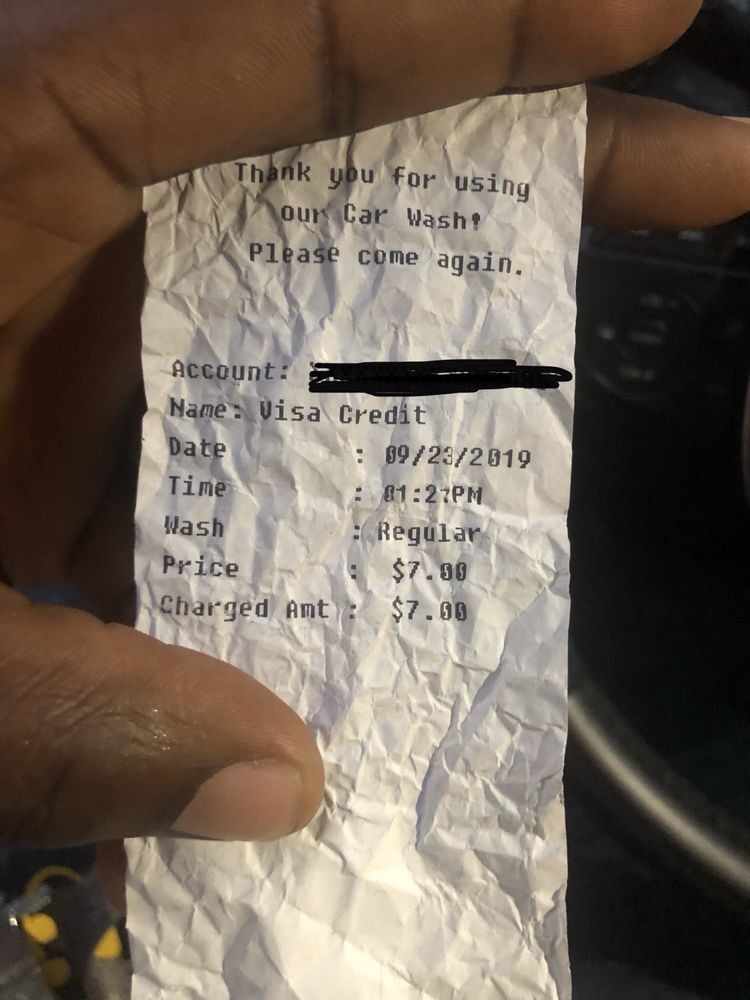 Thank you for using
our Car Wash!
Please come again.
Account:
Name: Visa Credit
Date : 09/23/2019
Time :
Wash : Regular
Price : $7.00
Charged Amt : $7.00